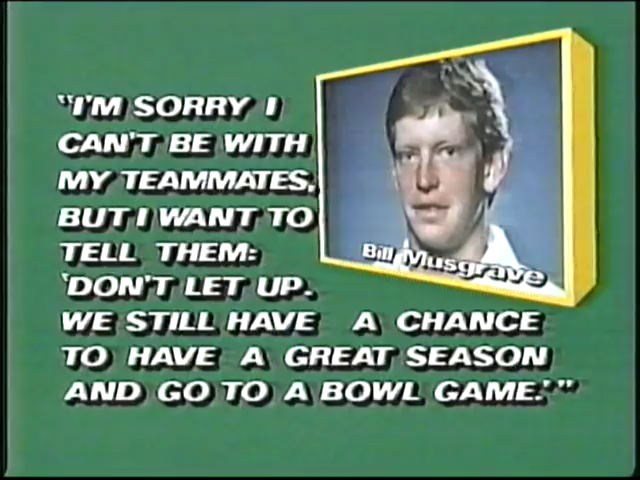 "I'M SORRY I
CAN'T BE WITH
MY TEAMMATES,
BUT I WANT TO
TELL THEM:
'DON'T LET UP.
WE STILL HAVE A CHANCE
TO HAVE A GREAT SEASON
AND GO TO A BOWL GAME.'"
Bill Musgrave